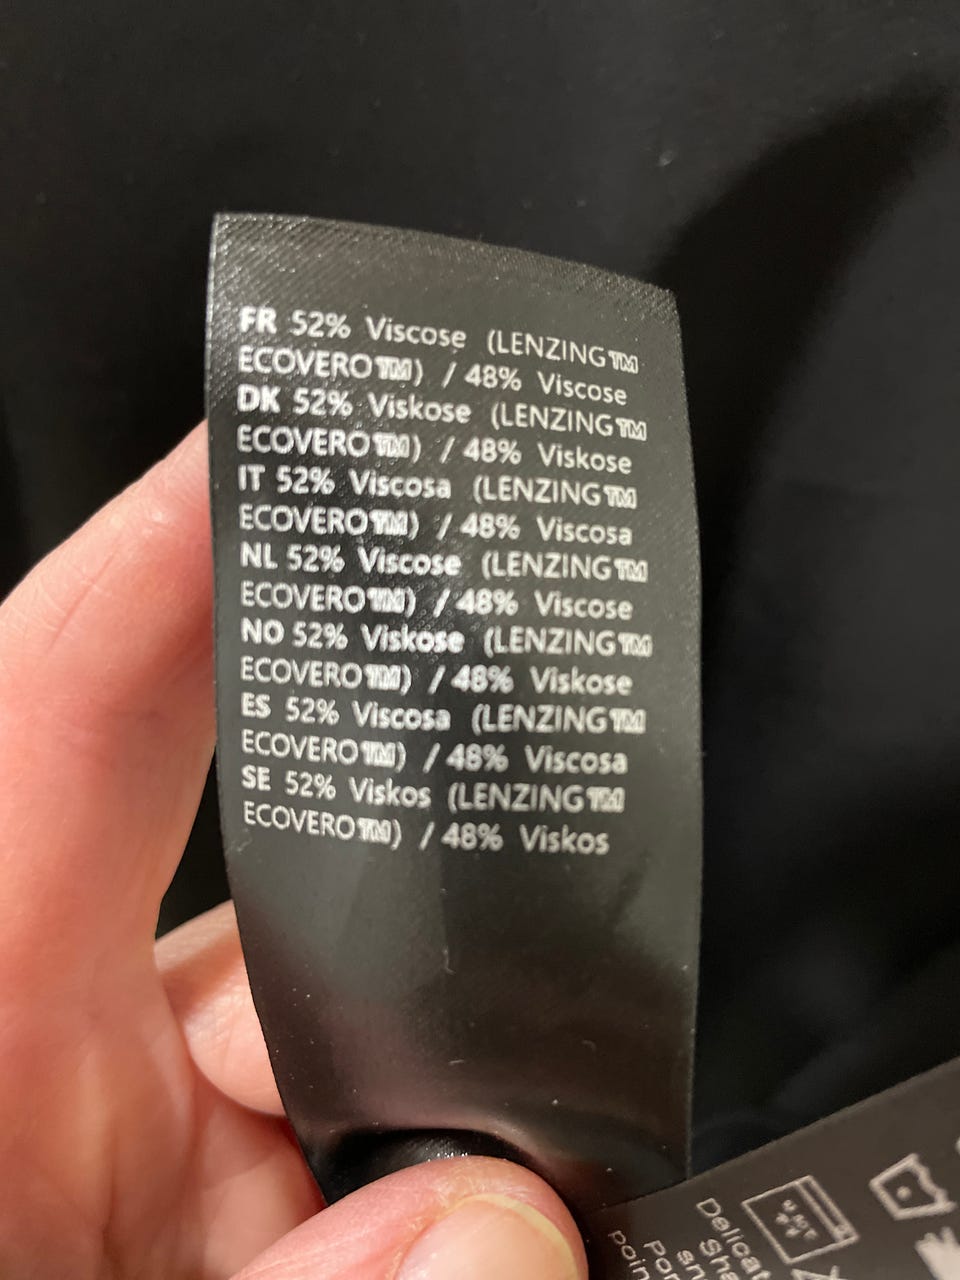 FR 52% Viscose (LENZING™
ECOVERO™) / 48% Viscose
DK 52% Viskose (LENZING™
ECOVERO™) / 48% Viskose
IT 52% Viscosa (LENZING™
ECOVERO™) / 48% Viscosa
NL 52% Viscose (LENZING™
ECOVERO™) / 48% Viscose
NO 52% Viskose (LENZING™
ECOVERO™) / 48% Viskose
ES 52% Viscosa (LENZING™
ECOVERO™) / 48% Viscosa
SE 52% Viskos (LENZING™
ECOVERO™) / 48% Viskos
Delicat
Sha